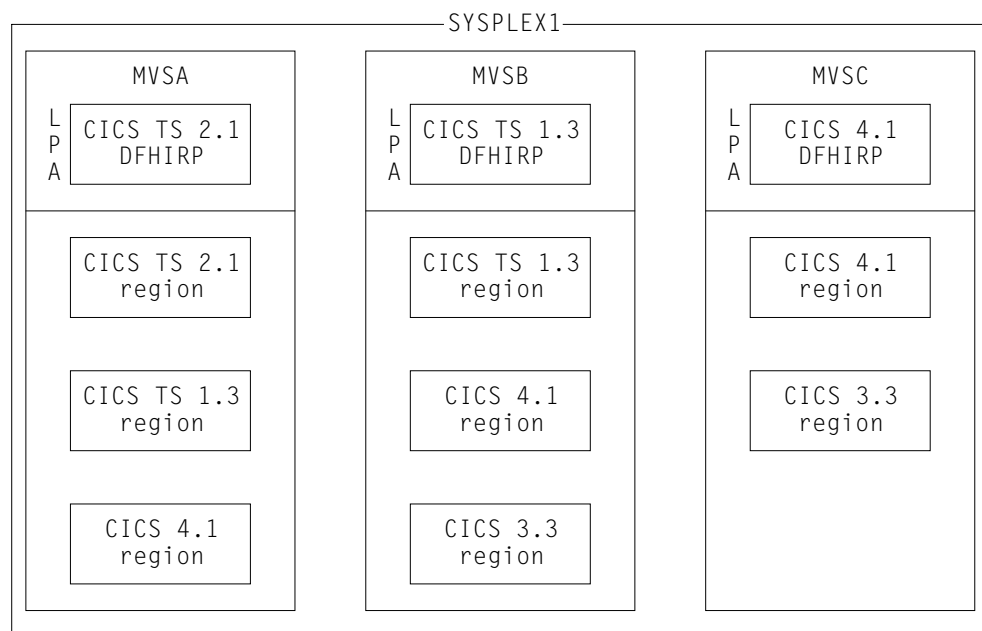 SYSPLEX1
MVSA
L
P
A
CICS TS 2.1
DFHIRP
CICS TS 2.1
region
CICS TS 1.3
region
CICS 4.1
region
MVSB
L
P
A
CICS TS 1.3
DFHIRP
CICS TS 1.3
region
CICS 4.1
region
CICS 3.3
region
MVSC
L
P
A
CICS 4.1
DFHIRP
CICS 4.1
region
CICS 3.3
region